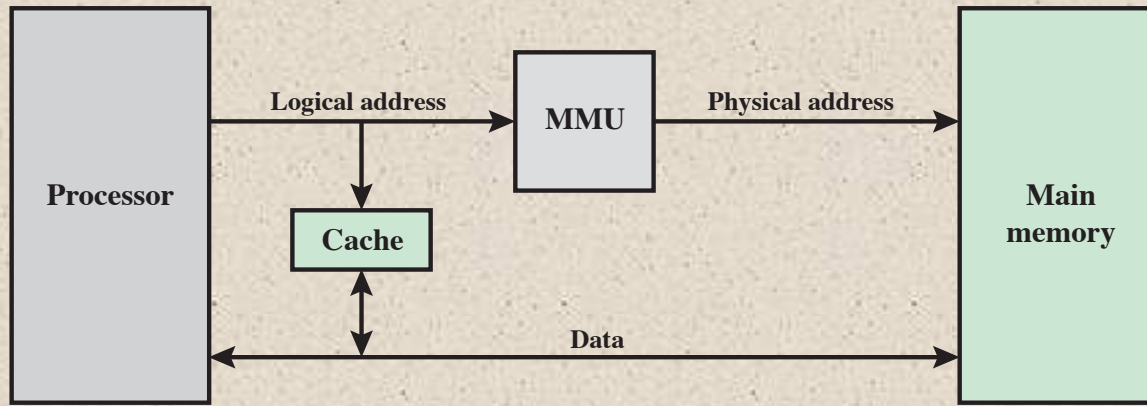 Logical address
MMU
Physical address
Processor
Cache
Main
memory
Data